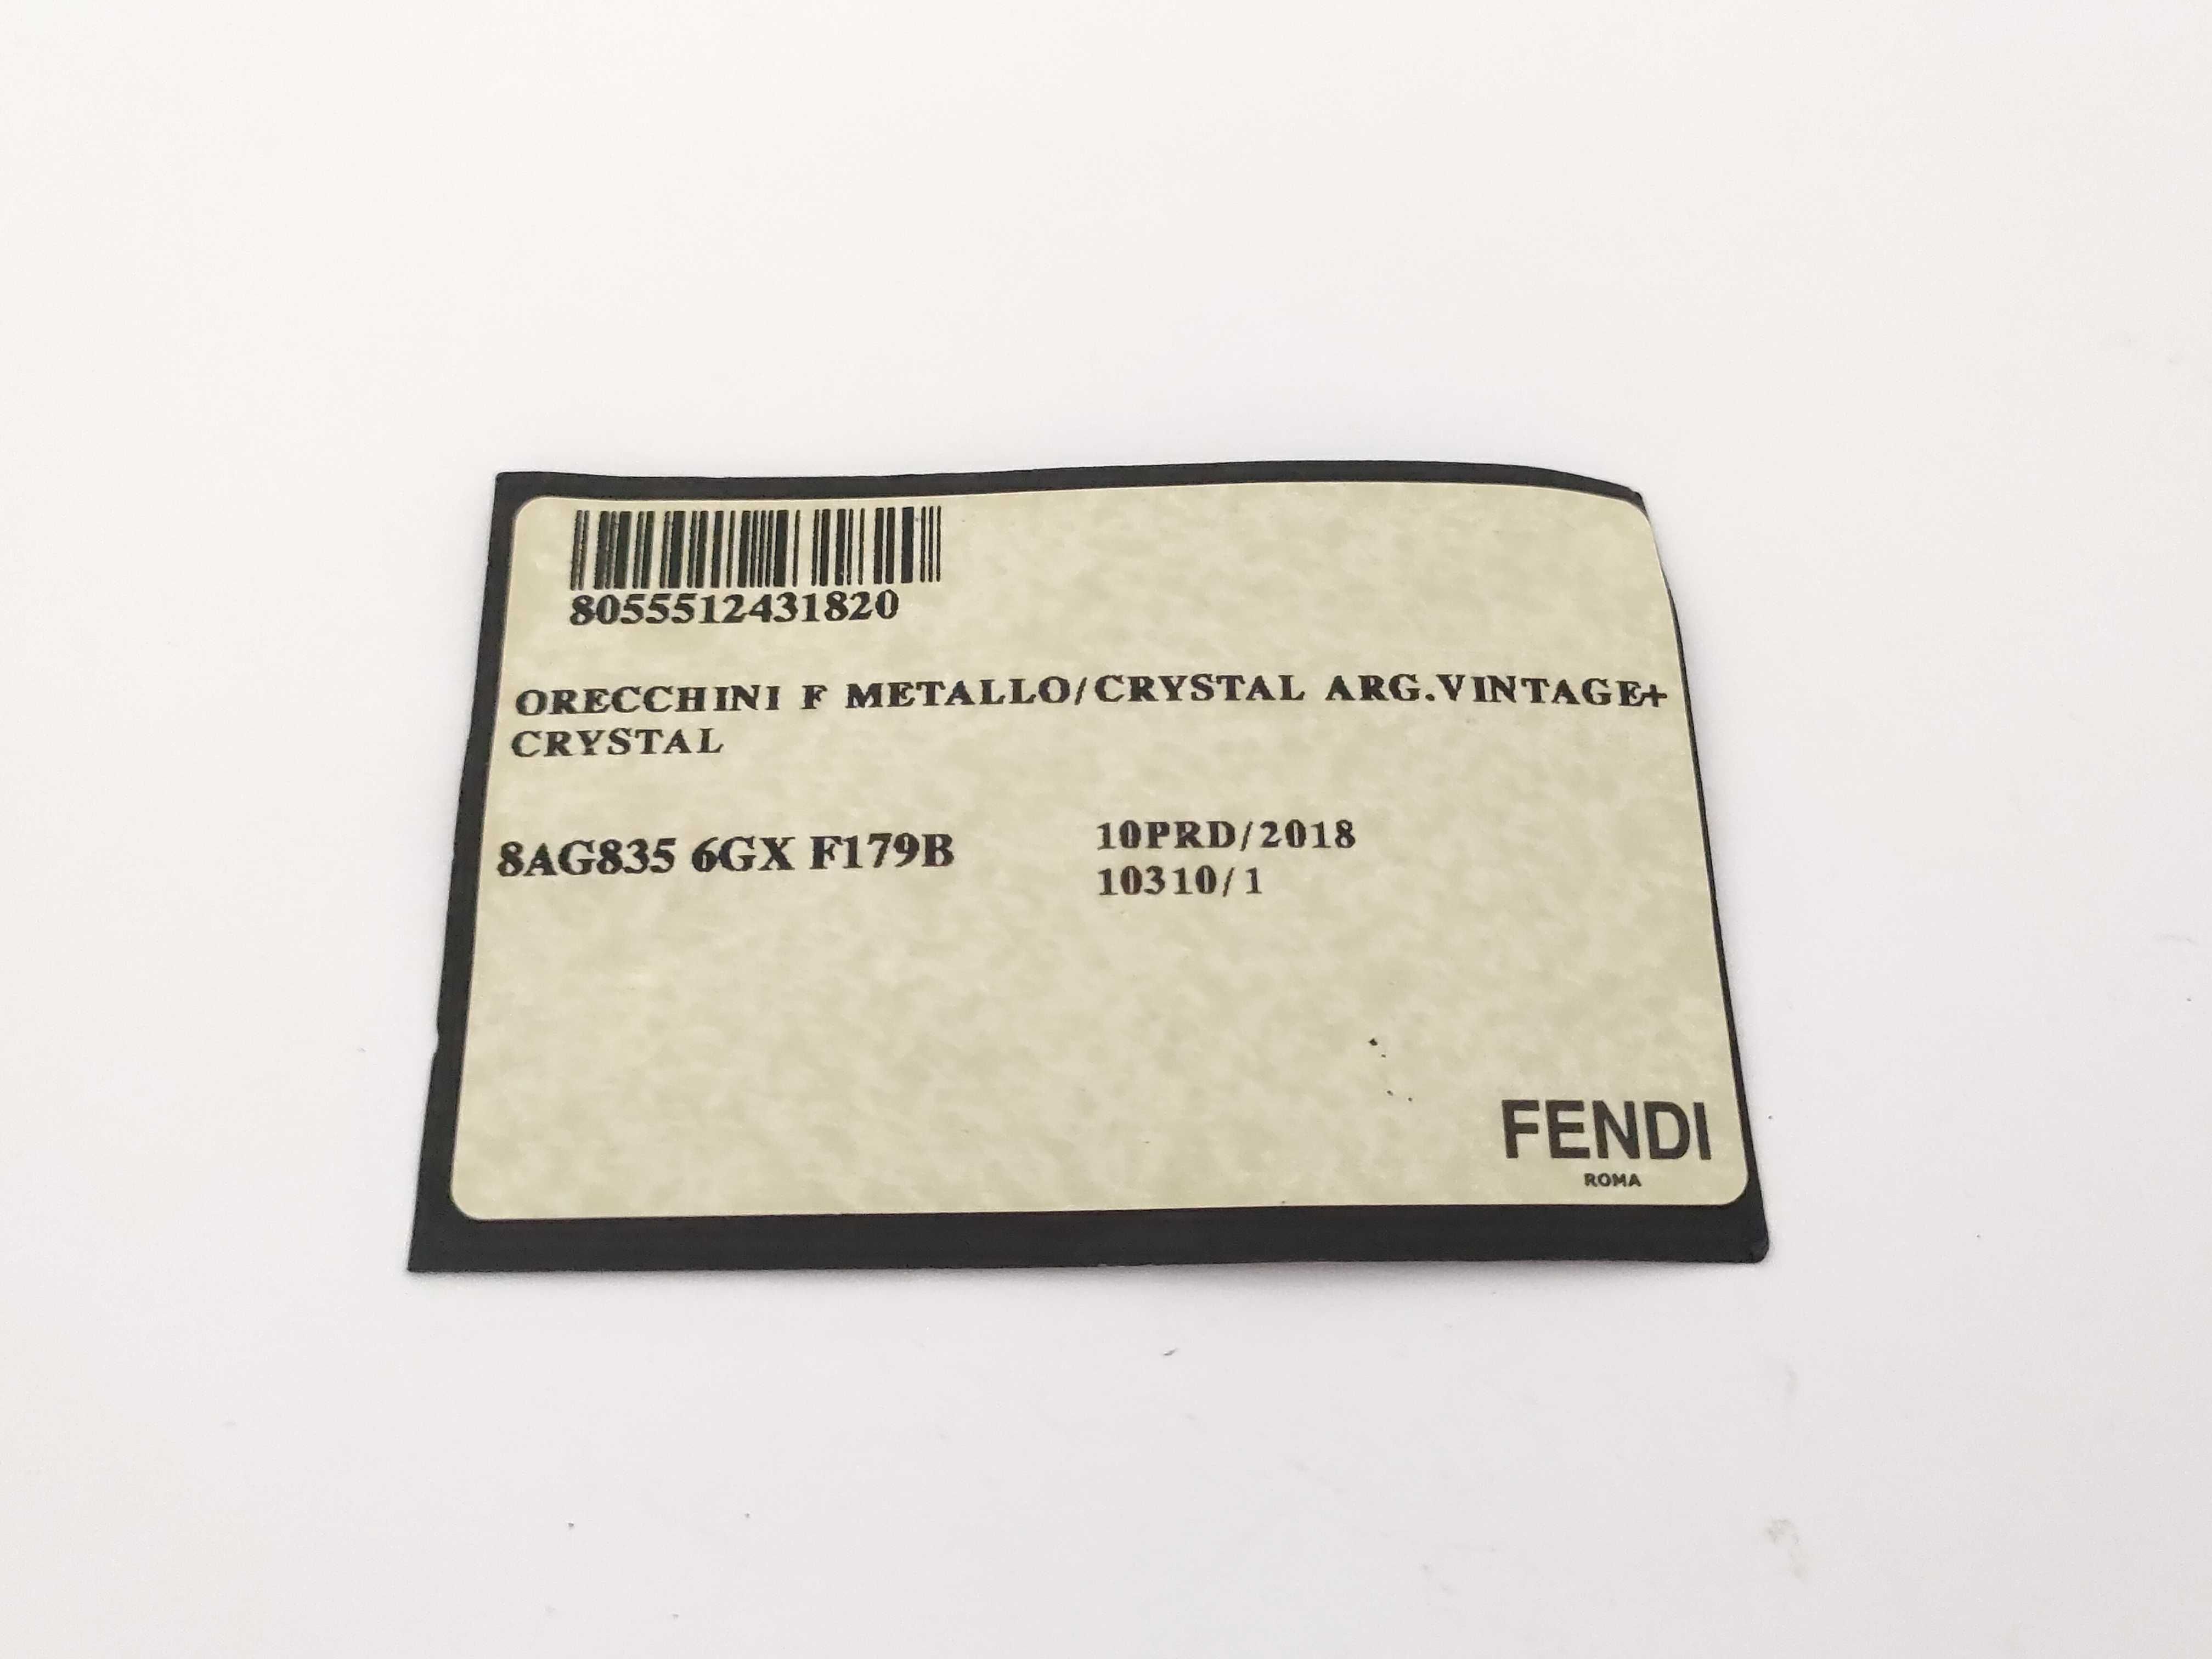 8055512431820
ORECCHINI F METALLO/CRYSTAL ARG.VINTAGE+
CRYSTAL
8AG835 6GX F179B
10PRD/2018
10310/1
FENDI
ROMA